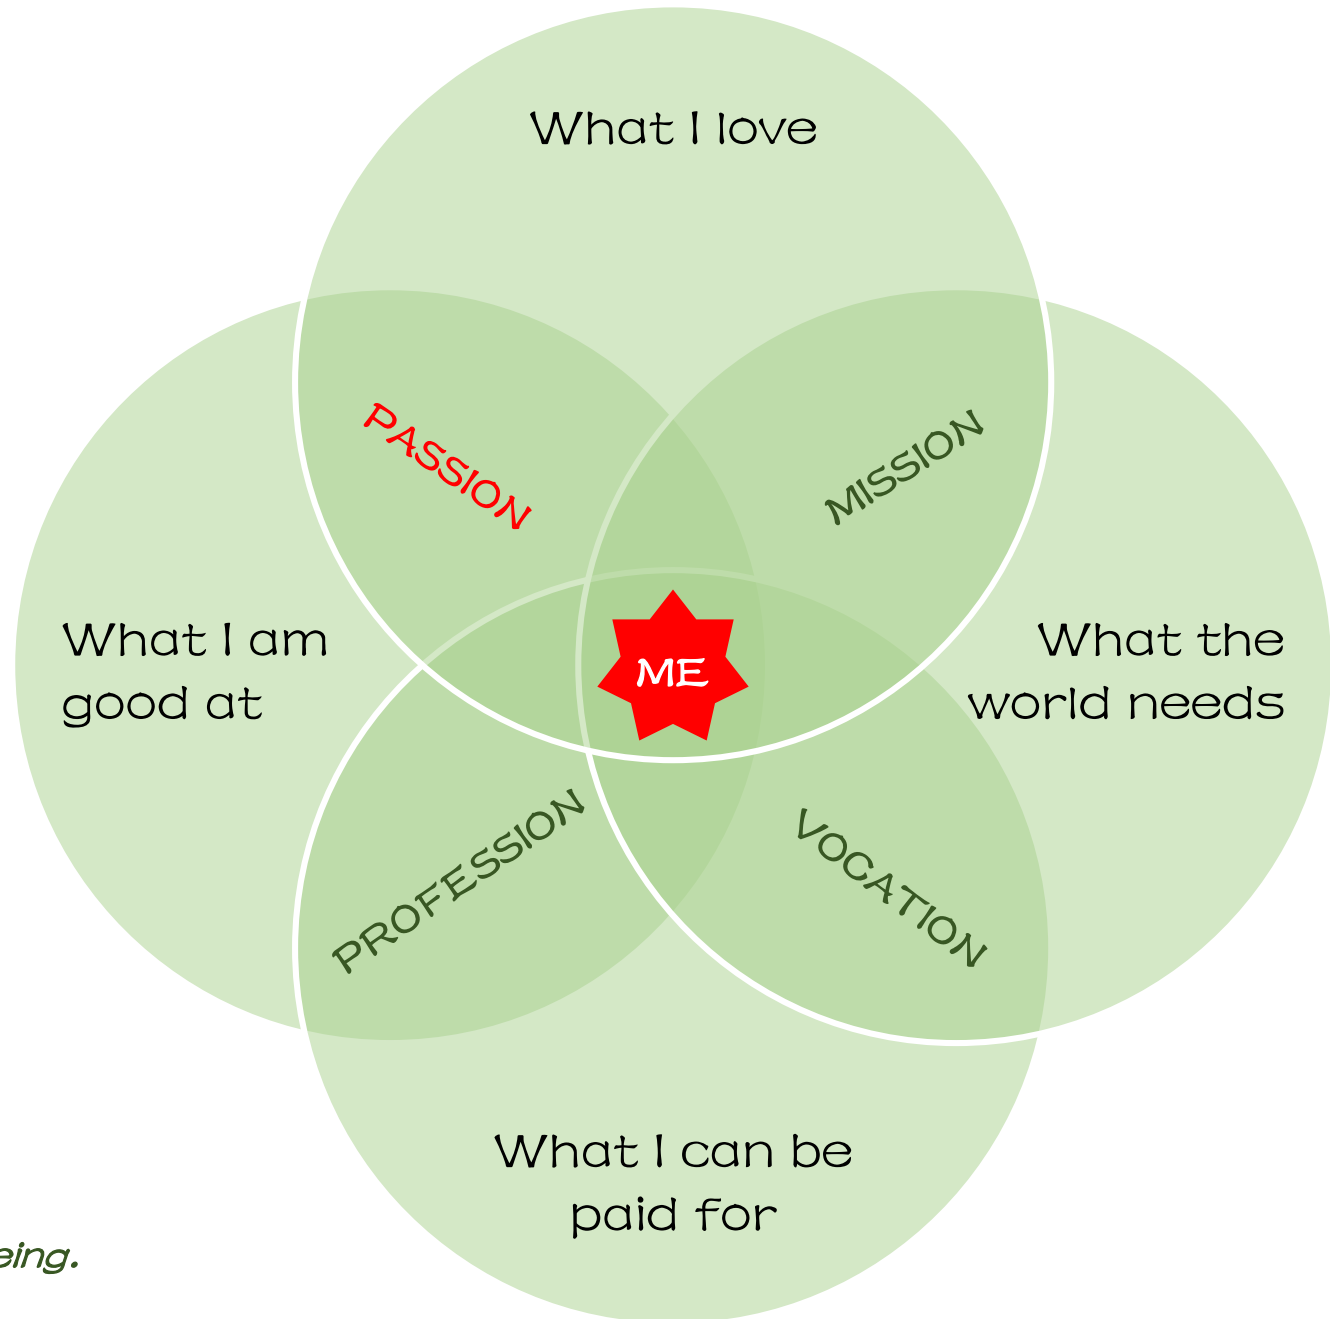 What I love
PASSION
MISSION
What I am
good at
ME
What the
world needs
PROFESSION
VOCATION
What I can be
paid for
eing.